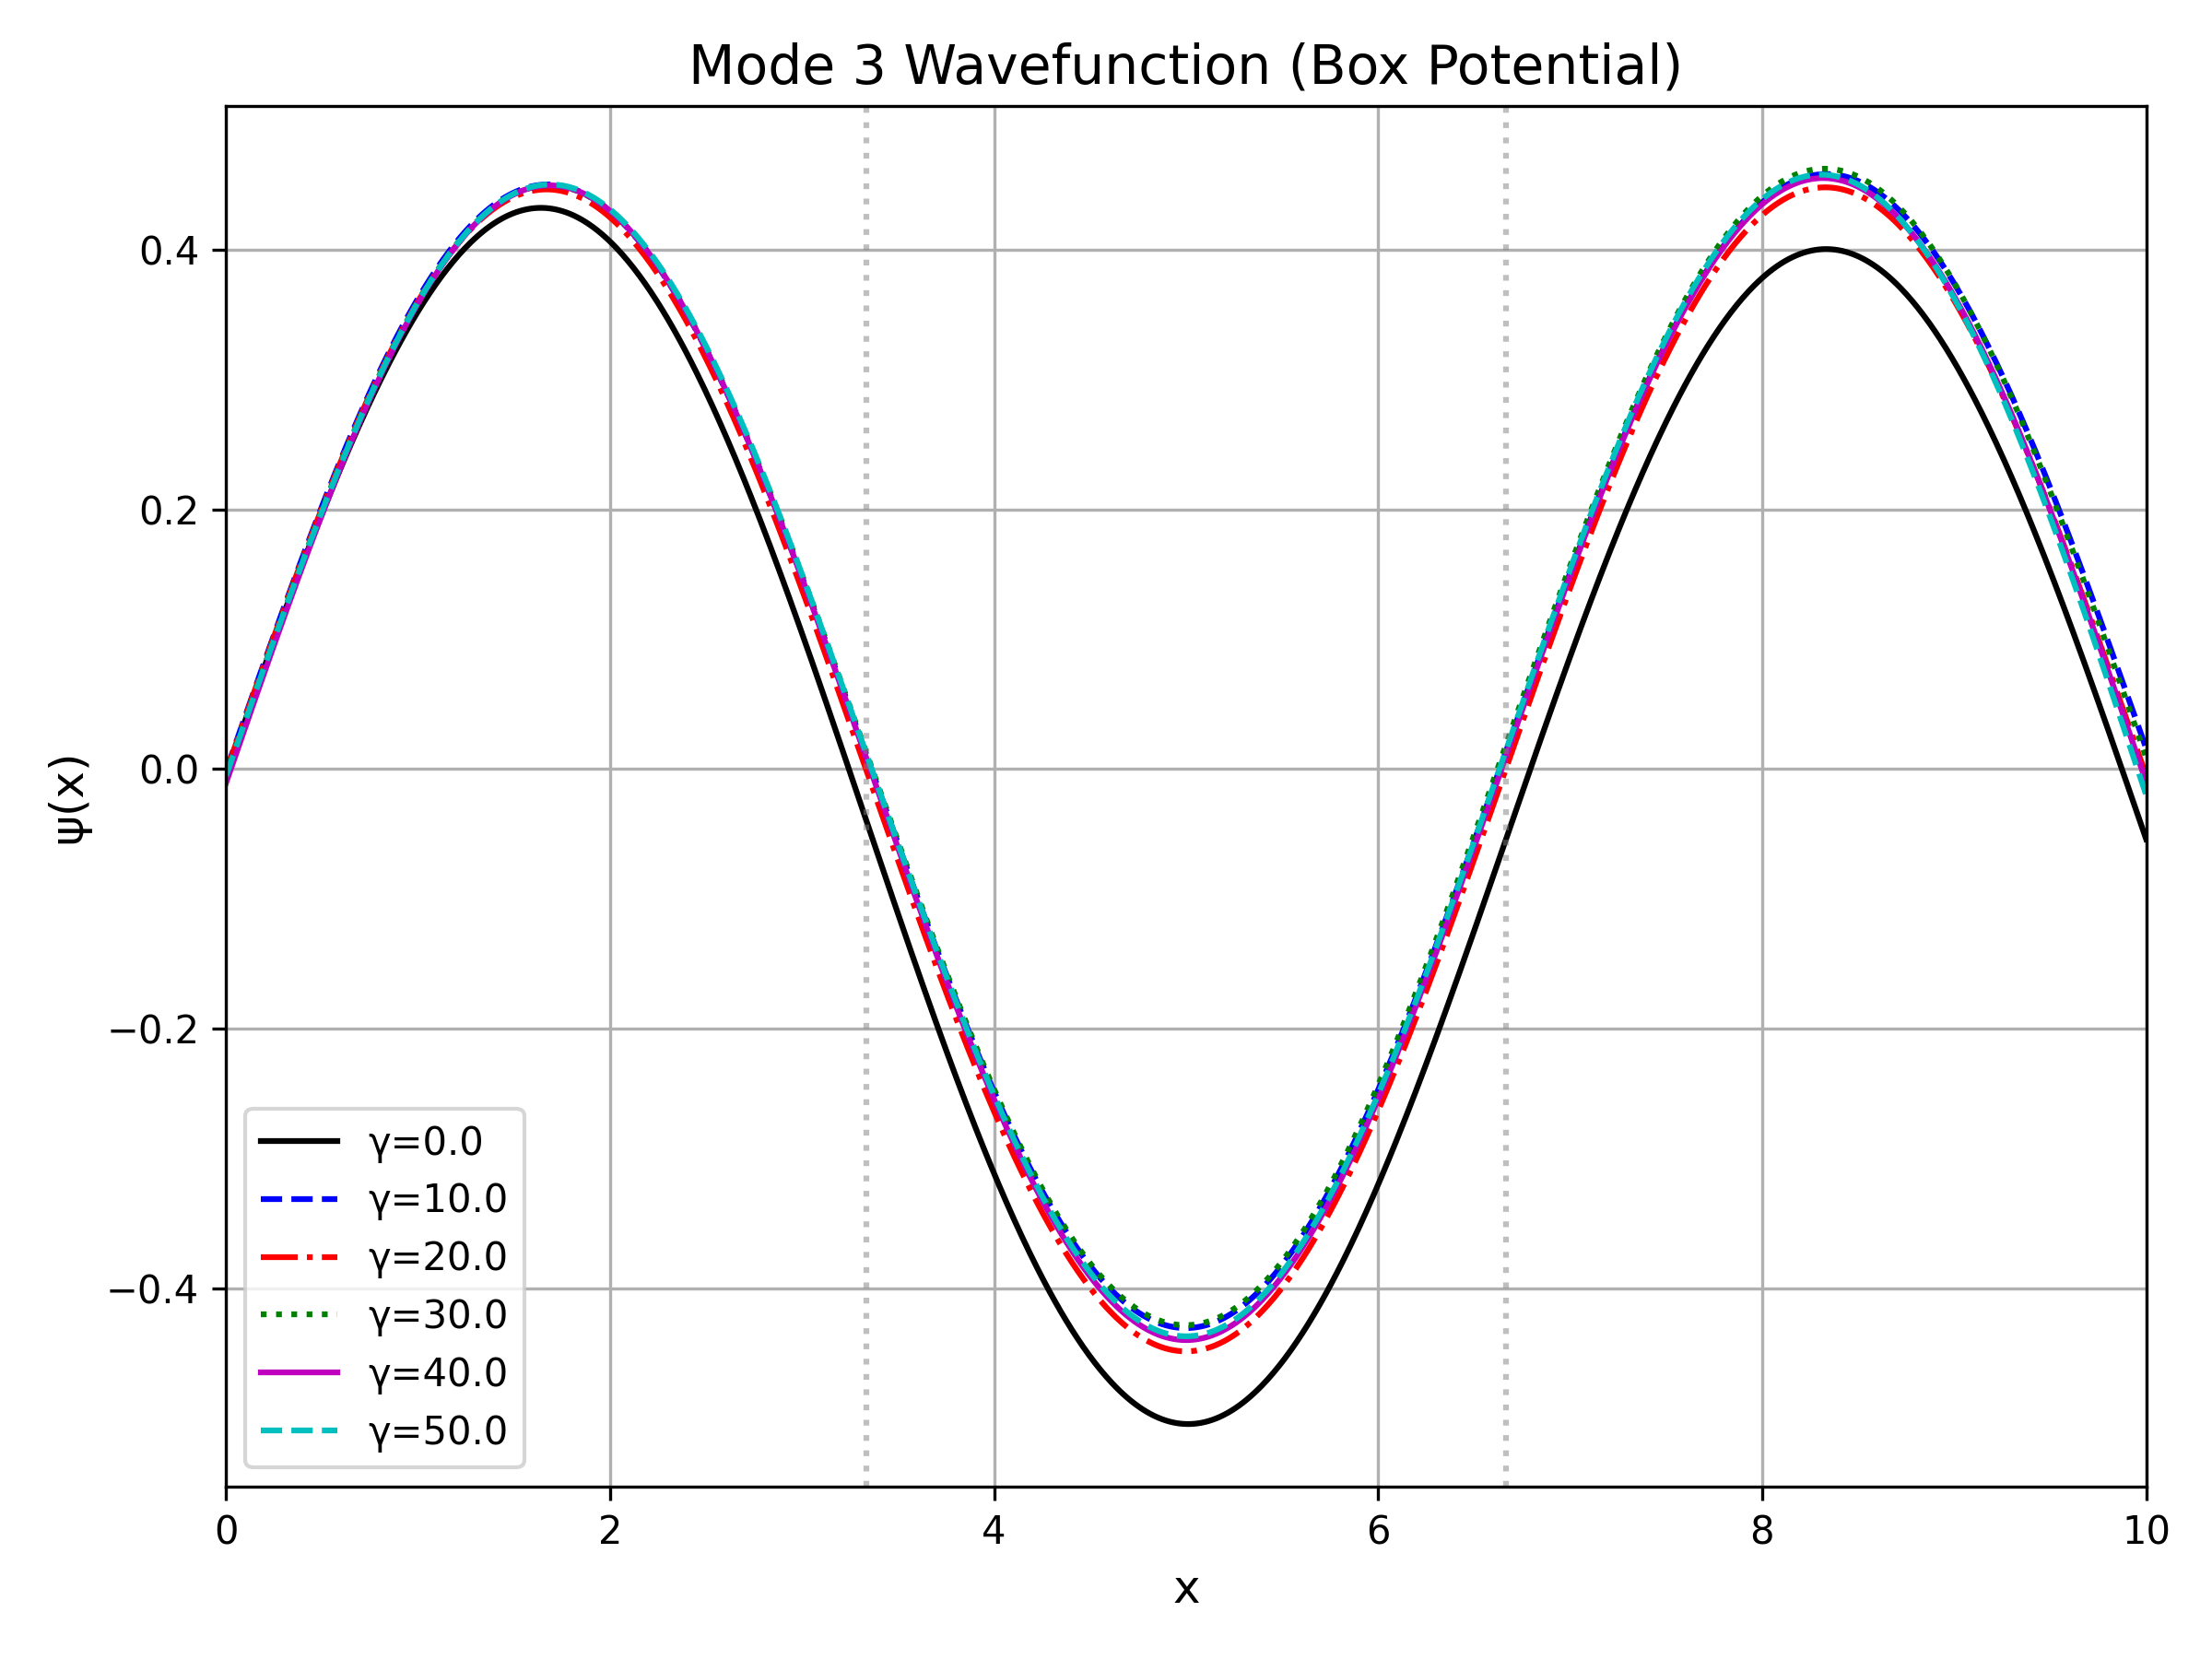 Mode 3 Wavefunction (Box Potential)
ψ(x)
0.4
0.2
0.0
−0.2
−0.4
γ=0.0
γ=10.0
γ=20.0
γ=30.0
γ=40.0
γ=50.0
0 2 4 6 8 10
x